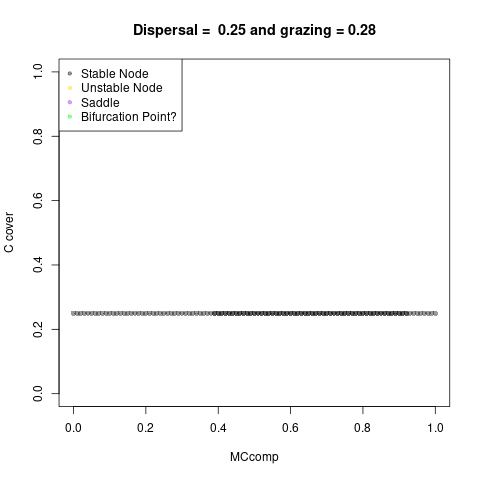 Dispersal =  0.25 and grazing = 0.28
Stable Node
Unstable Node
Saddle
Bifurcation Point?
1.0
0.8
0.6
0.4
0.2
0.0
C cover
0.0 0.2 0.4 0.6 0.8 1.0
MCcomp